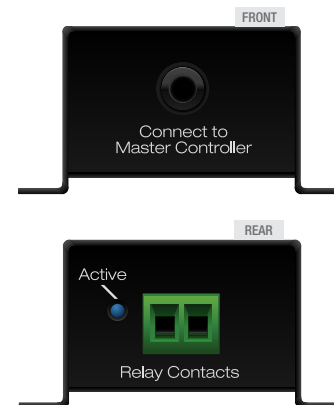 FRONT
Connect to
Master Controller
REAR
Active
Relay Contacts